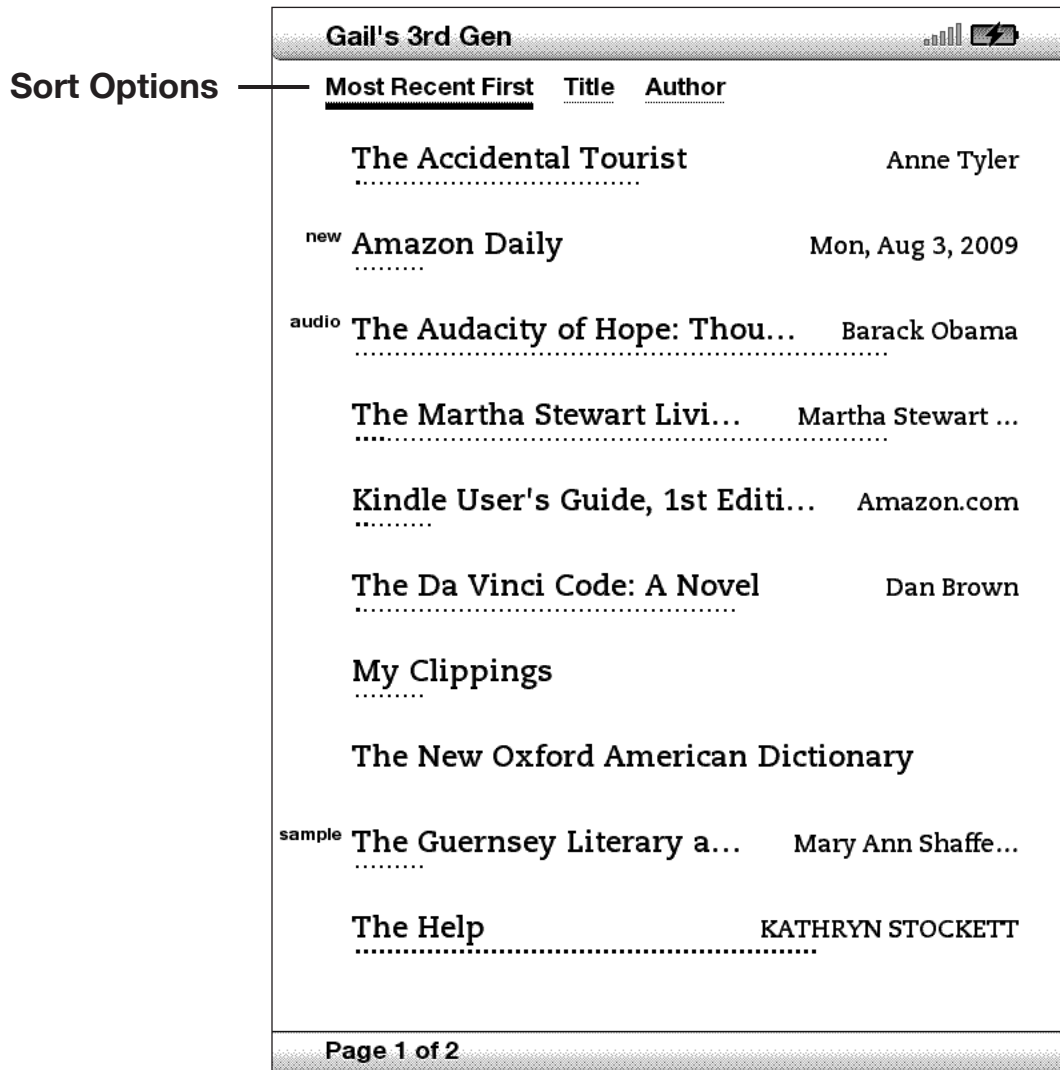 Gail's 3rd Gen
Sort Options
Most Recent First Title Author
The Accidental Tourist Anne Tyler
new Amazon Daily Mon, Aug 3, 2009
audio The Audacity of Hope: Thou... Barack Obama
The Martha Stewart Livi... Martha Stewart ...
Kindle User's Guide, 1st Editi... Amazon.com
The Da Vinci Code: A Novel Dan Brown
My Clippings
The New Oxford American Dictionary
sample The Guernsey Literary a... Mary Ann Shaffe...
The Help KATHRYN STOCKETT
Page 1 of 2